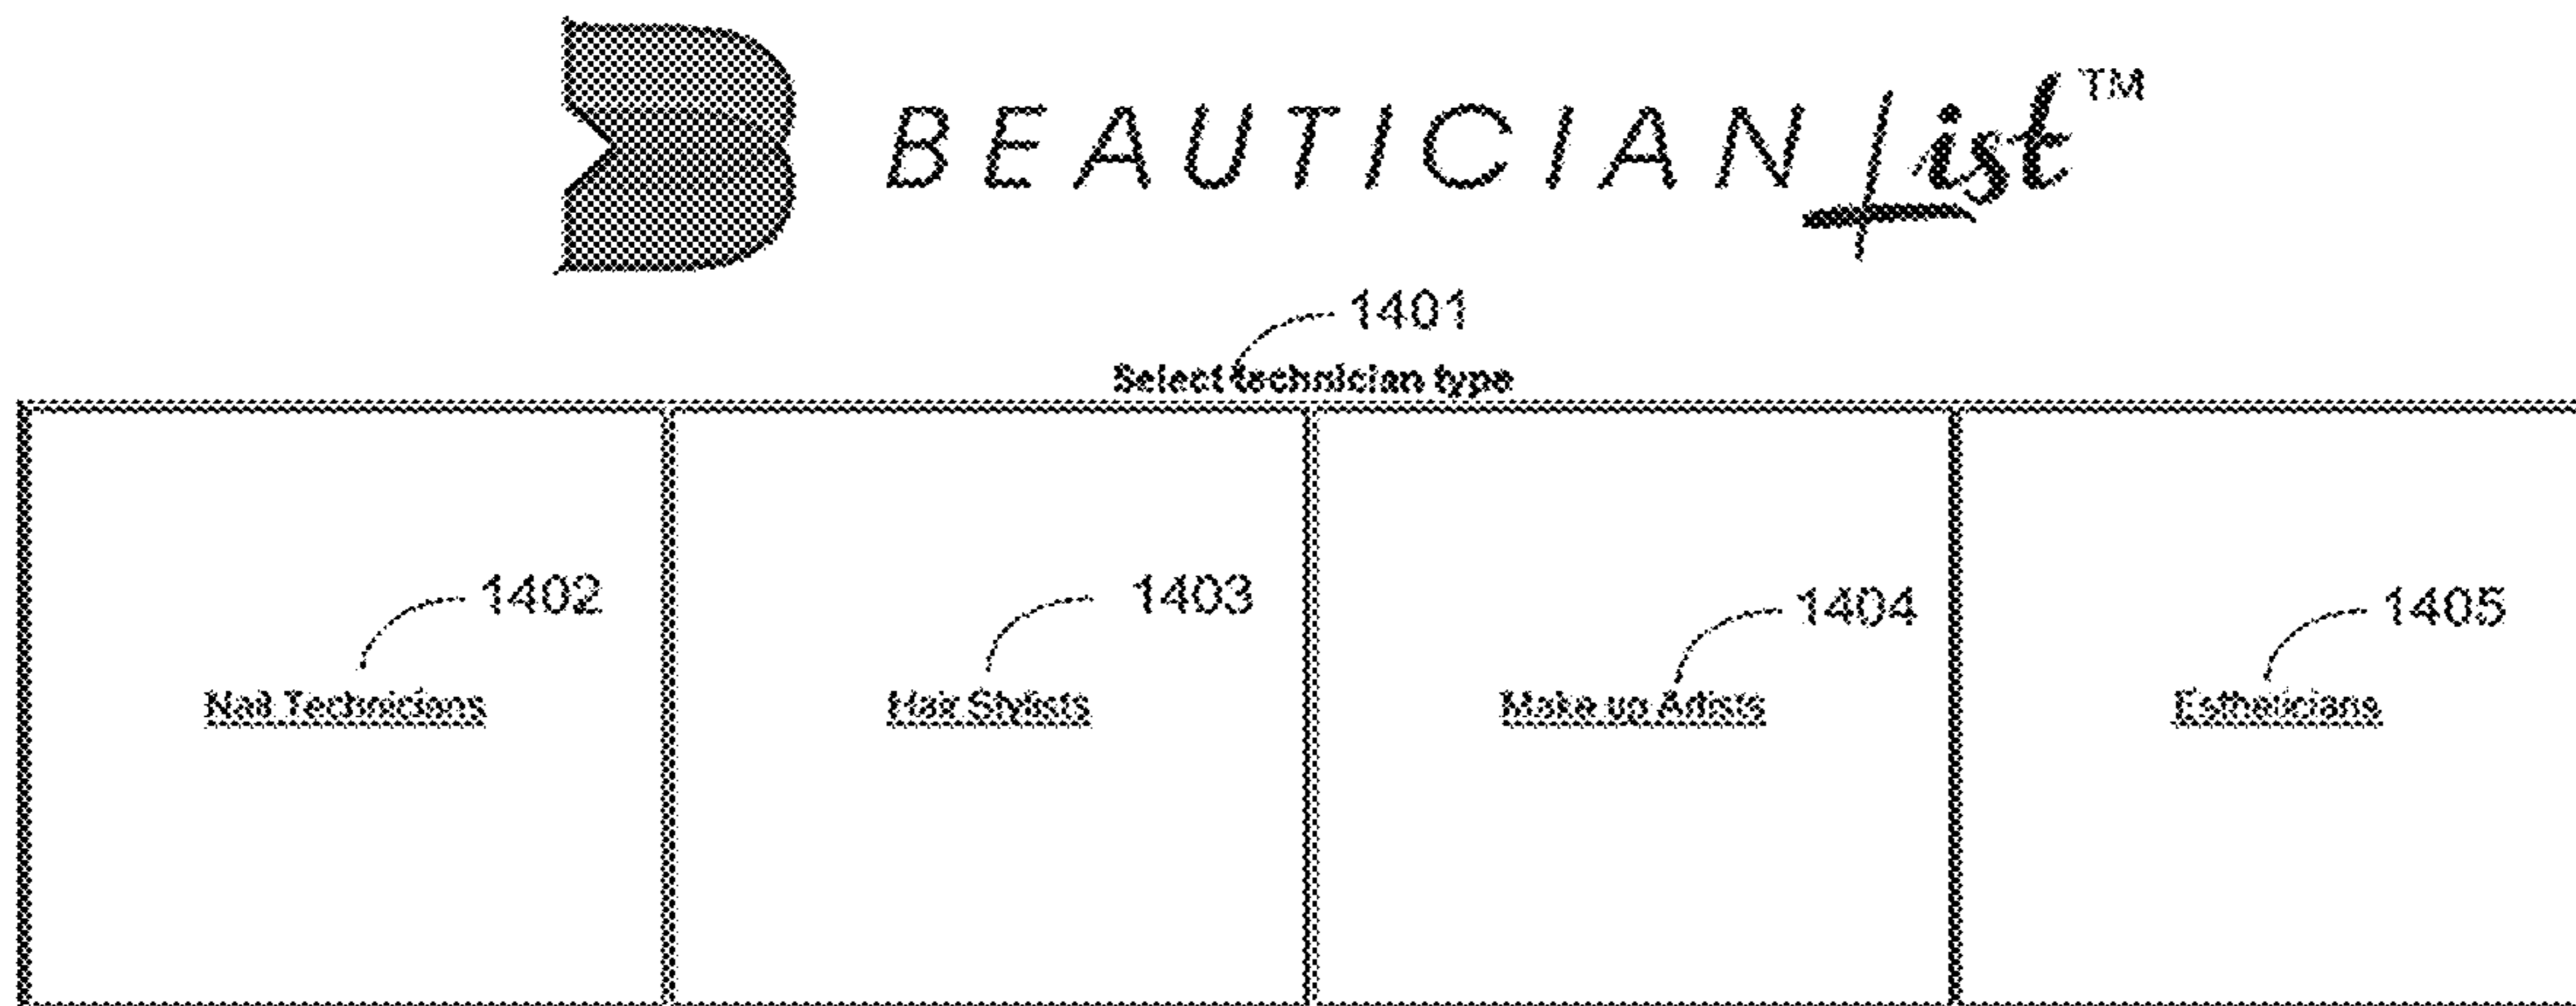 BEAUTICIAN List™
1401
Select technician type
1402 1403 1404 1405
Nail Technicians Hair Stylists Make up Artists Estheticians